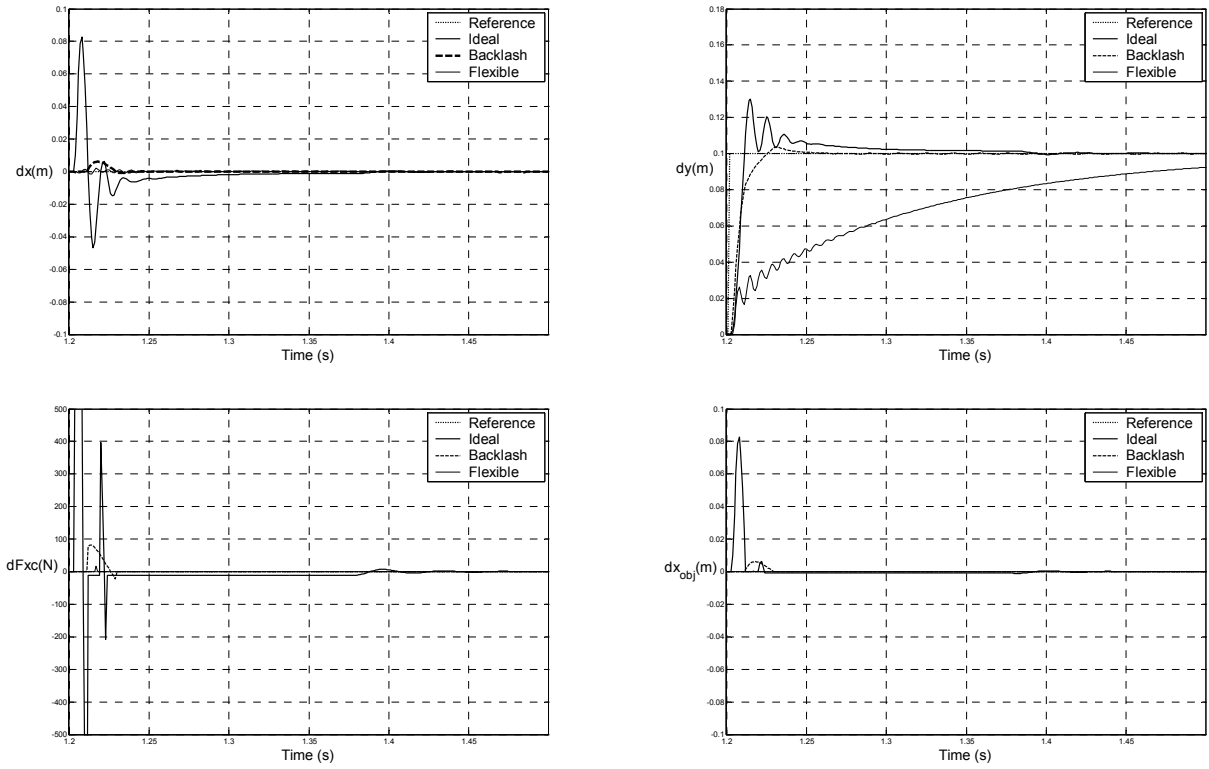 0.1
0.08
0.06
0.04
0.02
0
-0.02
-0.04
-0.06
-0.08
-0.1
dx(m)
1.2 1.25 1.3 1.35 1.4 1.45
Time (s)
Reference
Ideal
Backlash
Flexible
0.18
0.16
0.14
0.12
0.1
0.08
0.06
0.04
0.02
0
dy(m)
1.2 1.25 1.3 1.35 1.4 1.45
Time (s)
Reference
Ideal
Backlash
Flexible
500
400
300
200
100
0
-100
-200
-300
-400
-500
dFxc(N)
1.2 1.25 1.3 1.35 1.4 1.45
Time (s)
Reference
Ideal
Backlash
Flexible
0.1
0.08
0.06
0.04
0.02
0
-0.02
-0.04
-0.06
-0.08
-0.1
dxobj(m)
1.2 1.25 1.3 1.35 1.4 1.45
Time (s)
Reference
Ideal
Backlash
Flexible